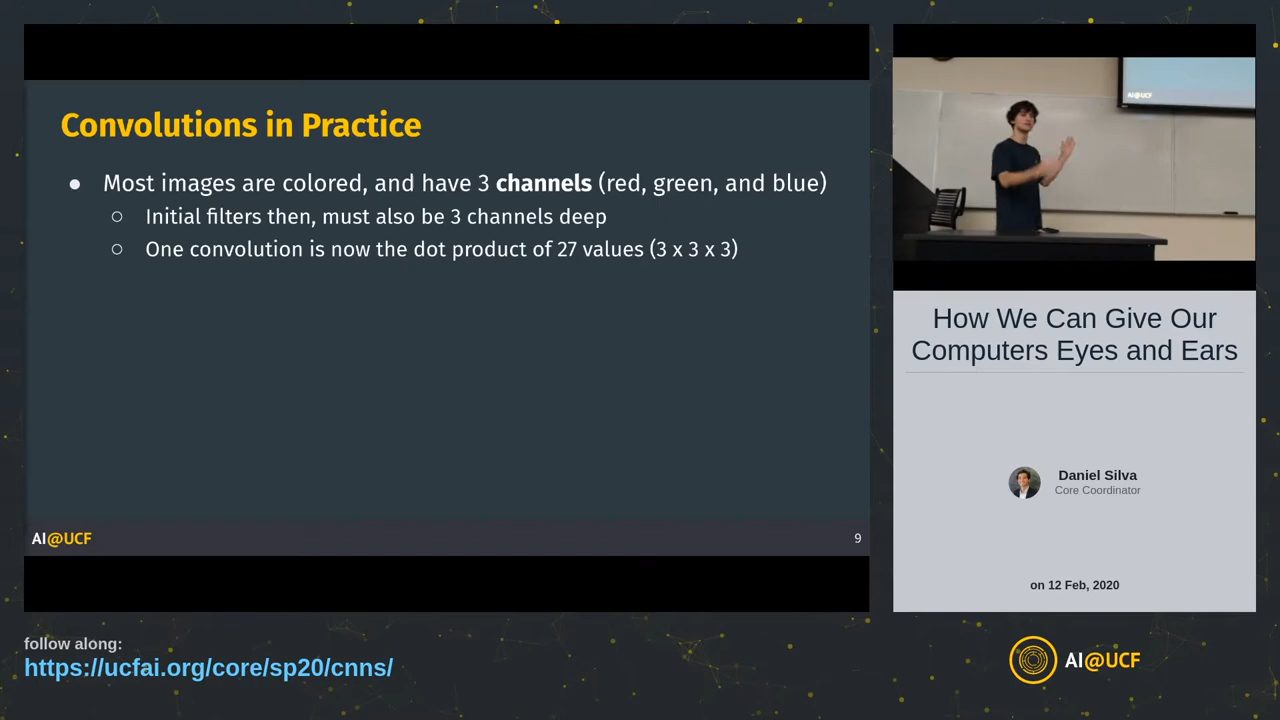 Convolutions in Practice
● Most images are colored, and have 3 channels (red, green, and blue)
○ Initial filters then, must also be 3 channels deep
○ One convolution is now the dot product of 27 values (3 x 3 x 3)
AI@UCF
9
AI@UCF
How We Can Give Our
Computers Eyes and Ears
Daniel Silva
Core Coordinator
on 12 Feb, 2020
follow along:
https://ucfai.org/core/sp20/cnns/
AI@UCF